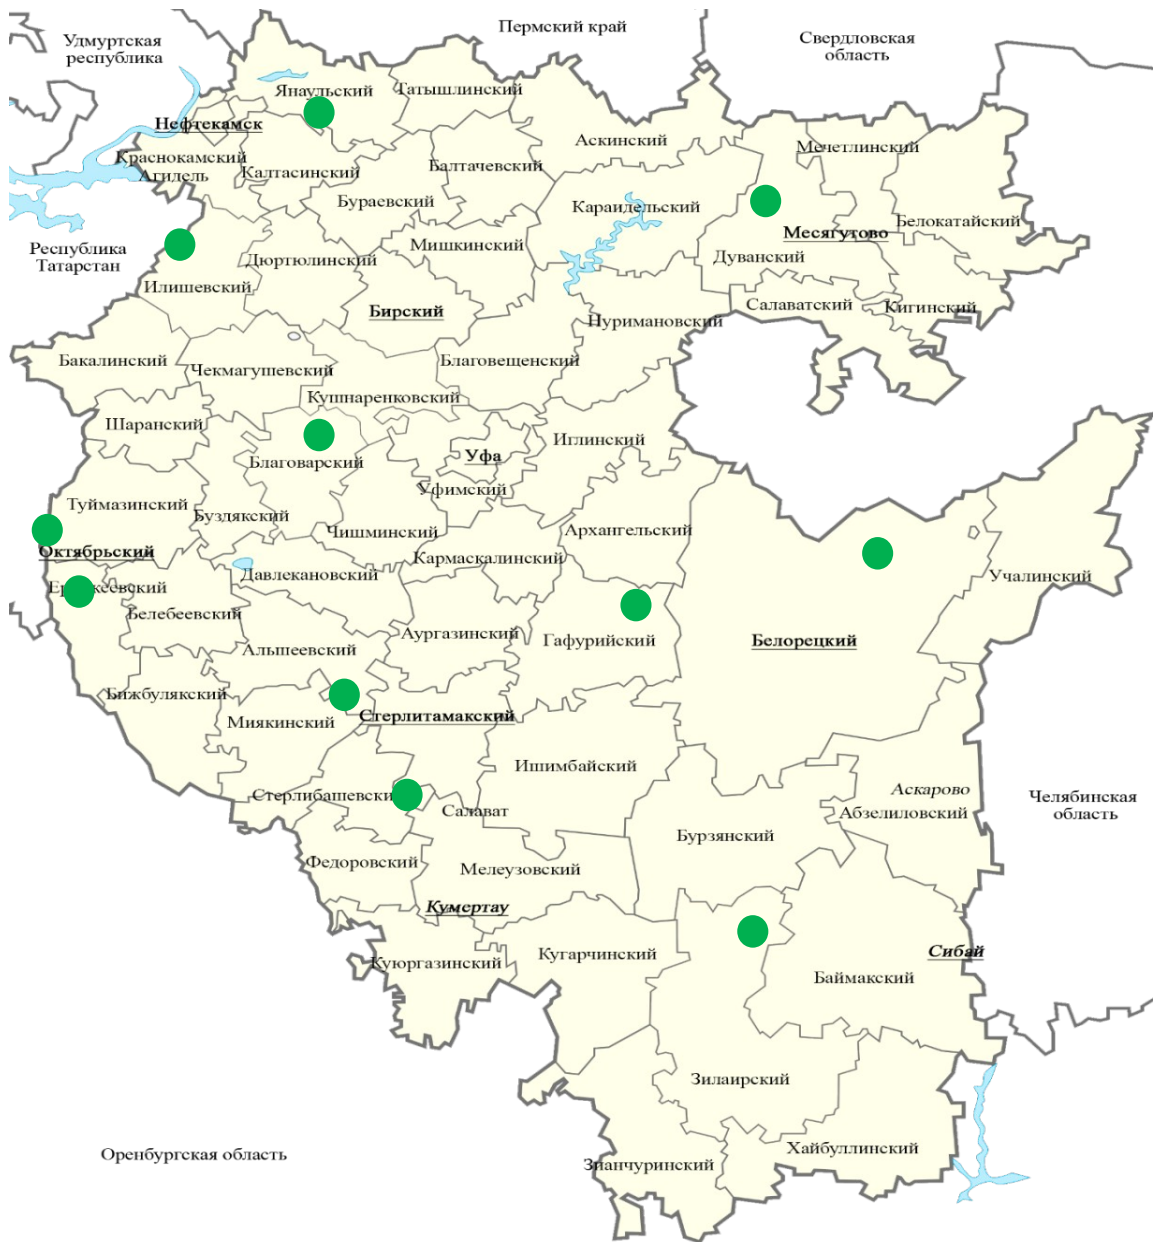 Пермский край
Удмуртская
республика
Свердловская
область
Янаульский
Татышлинский
Нефтекамск
Аскинский
Мечетлинский
Краснокамский
Агидель
Калтасинский
Балтачевский
Бураевский
Караидельский
Белокатайский
Месягутово
Республика
Татарстан
Мишкинский
Дюртюлинский
Дуванский
Илишевский
Салаватский
Кигинский
Бирский
Нуримановский
Бакалинский
Чекмагушевский
Благовещенский
Кушнаренковский
Шаранский
Иглинский
Благоварский
Уфа
Уфимский
Туймазинский
Буздякский
Чишминский
Архангельский
Октябрьский
Кармаскалинский
Давлекановский
Учалинский
Белебеевский
Аургазинский
Гафурийский
Белорецкий
Альшеевский
Бижбулякский
Миякинский
Стерлитамакский
Ишимбайский
Стерлибашевски
Салават
Аскарово
Абзелиловский
Челябинская
область
Бурзянский
Федоровский
Мелеузовский
Кумертау
Куюргазинский
Кугарчинский
Сибай
Баймакский
Зилаирский
Хайбуллинский
Зианчуринский
Оренбургская область